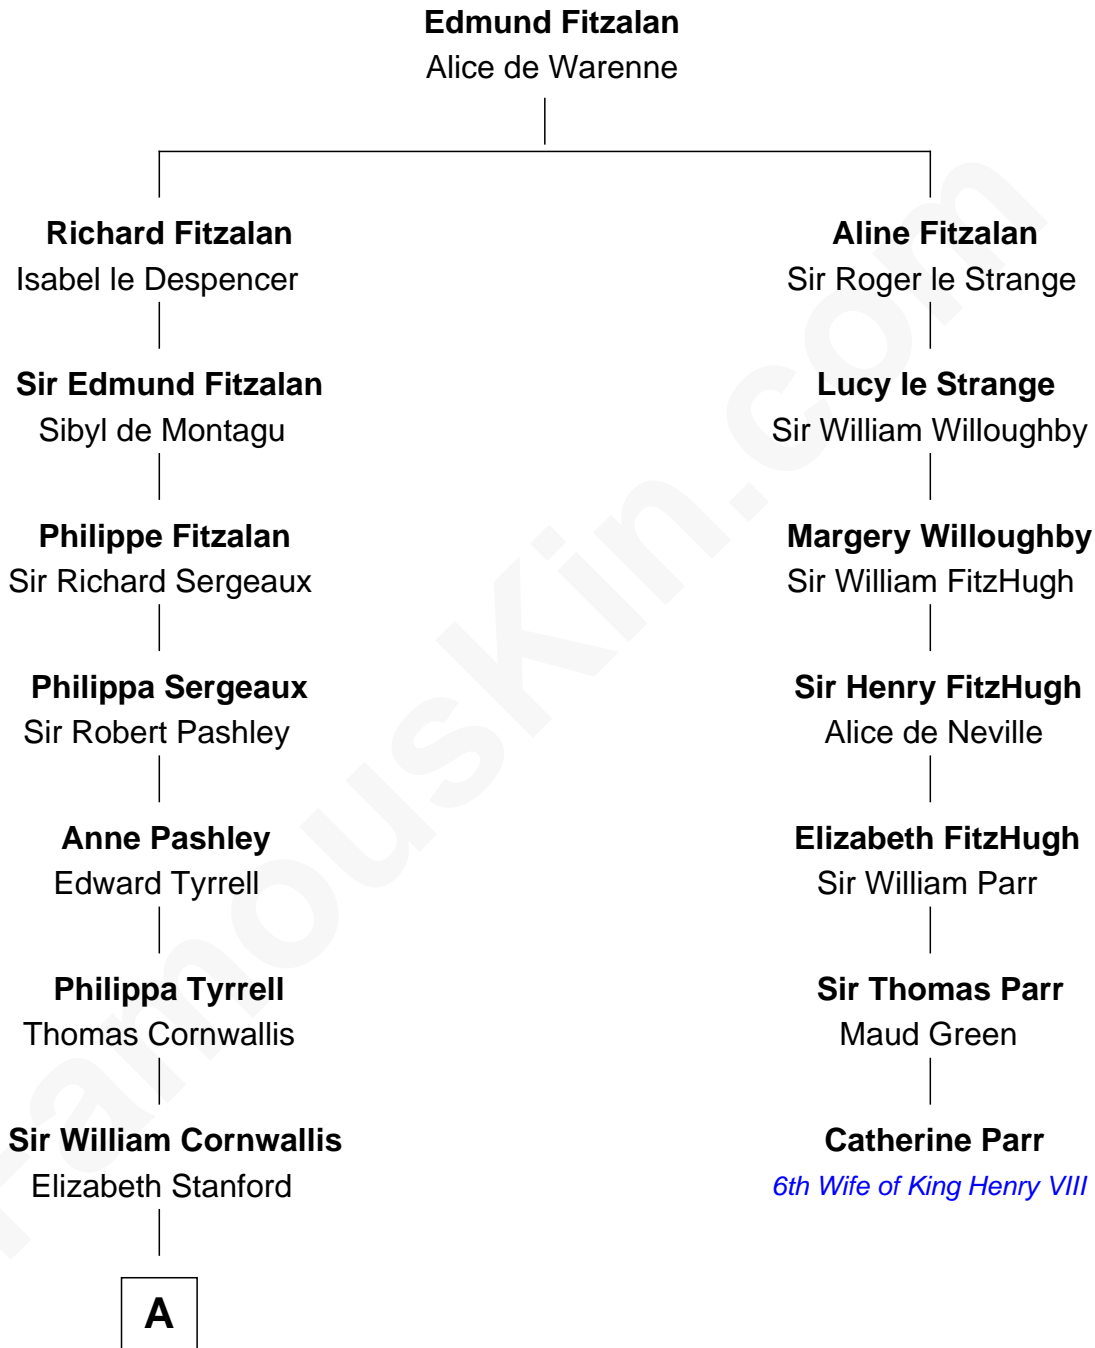 Edmund Fitzalan
Alice de Warenne
Richard Fitzalan
Isabel le Despencer
Aline Fitzalan
Sir Roger le Strange
Sir Edmund Fitzalan
Sibyl de Montagu
Lucy le Strange
Sir William Willoughby
Philippe Fitzalan
Sir Richard Sergeaux
Margery Willoughby
Sir William FitzHugh
Philippa Sergeaux
Sir Robert Pashley
Sir Henry FitzHugh
Alice de Neville
Anne Pashley
Edward Tyrrell
Elizabeth FitzHugh
Sir William Parr
Philippa Tyrrell
Thomas Cornwallis
Sir Thomas Parr
Maud Green
Sir William Cornwallis
Elizabeth Stanford
Catherine Parr
6th Wife of King Henry VIII
A
FamousKin.com